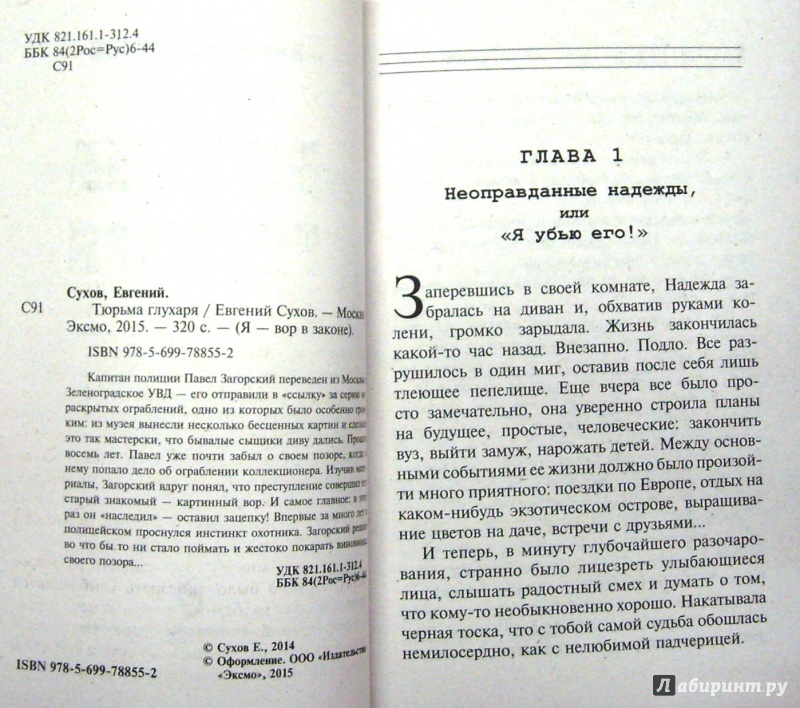 УДК 821.161.1-312.4
ББК 84(2Рос=Рус)6-44
С91
Сухов, Евгений.
С91 Тюрьма глухаря / Евгений Сухов. —
Эксмо, 2015. — 320 с. — (Я — вор в законе).
ISBN 978-5-699-78855-2
Капитан полиции Павел Загорский переведен из
Зеленоградское УВД — его отправили в «ссылку» за серию
раскрытых ограблений, одно из которых было особенно
ким: из музея вынесли несколько бесценных картин и
это так мастерски, что бывалые сыщики диву дались.
восемь лет. Павел уже почти забыл о своем позоре, когда
нему попало дело об ограблении коллекционера. Изучив
риалы, Загорский вдруг понял, что преступление совершил
старый знакомый — картинный вор. И самое главное: в
раз он «наследил» — оставил зацепку! Впервые за много лет
полицейском проснулся инстинкт охотника. Загорский
во что бы то ни стало поймать и жестоко покарать
своего позора...
УДК 821.161.1-312.4
ББК 84(2Рос=Рус)6-44
© Сухов Е., 2014
© Оформление. ООО «Издательство
ISBN 978-5-699-78855-2 «Эксмо», 2015
ГЛАВА 1
Неоправданные надежды,
или
«Я убью его!»
Заперевшись в своей комнате, Надежда за-
бралась на диван и, обхватив руками ко-
лени, громко зарыдала. Жизнь закончилась
какой-то час назад. Внезапно. Подло. Все раз-
рушилось в один миг, оставив после себя лишь
тлеющее пепелище. Еще вчера все было про-
сто замечательно, она уверенно строила планы
на будущее, простые, человеческие: закончить
вуз, выйти замуж, нарожать детей. Между основ-
ными событиями ее жизни должно было произой-
ти много приятного: поездки по Европе, отдых на
каком-нибудь экзотическом острове, выращива-
ние цветов на даче, встречи с друзьями...
И теперь, в минуту глубочайшего разочаро-
вания, странно было лицезреть улыбающиеся
лица, слышать радостный смех и думать о том,
что кому-то необыкновенно хорошо. Накатывала
черная тоска, что с тобой самой судьба обошлась
немилосердно, как с нелюбимой падчерицей.
Лабиринт.ру